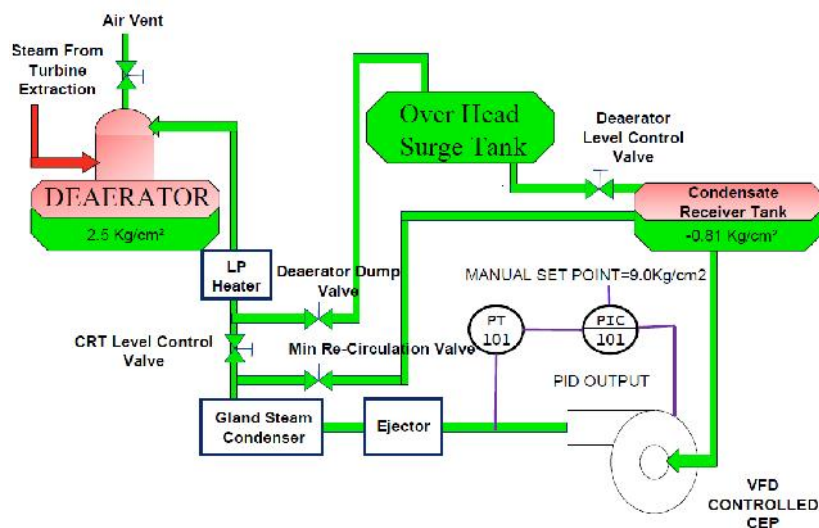 Air Vent
Steam From
Turbine
Extraction
Over Head
Surge Tank
Deaerator
Level Control
Valve
DEAERATOR
2.5 Kg/cm²
Condensate
Receiver Tank
-0.81 Kg/cm²
LP
Heater
Deaerator Dump
Valve
MANUAL SET POINT=9.0Kg/cm2
PT
101
PIC
101
CRT Level Control
Valve
Min Re-Circulation Valve
PID OUTPUT
Gland Steam
Condenser
Ejector
VFD
CONTROLLED
CEP